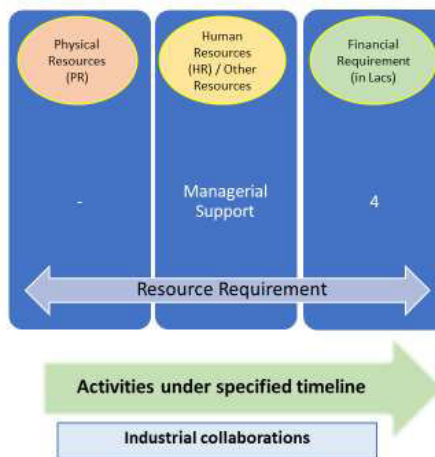 Physical
Resources
(PR)
Human
Resources
(HR) / Other
Resources
Financial
Requirement
(in Lacs)
-
Managerial
Support
4
Resource Requirement
Activities under specified timeline
Industrial collaborations